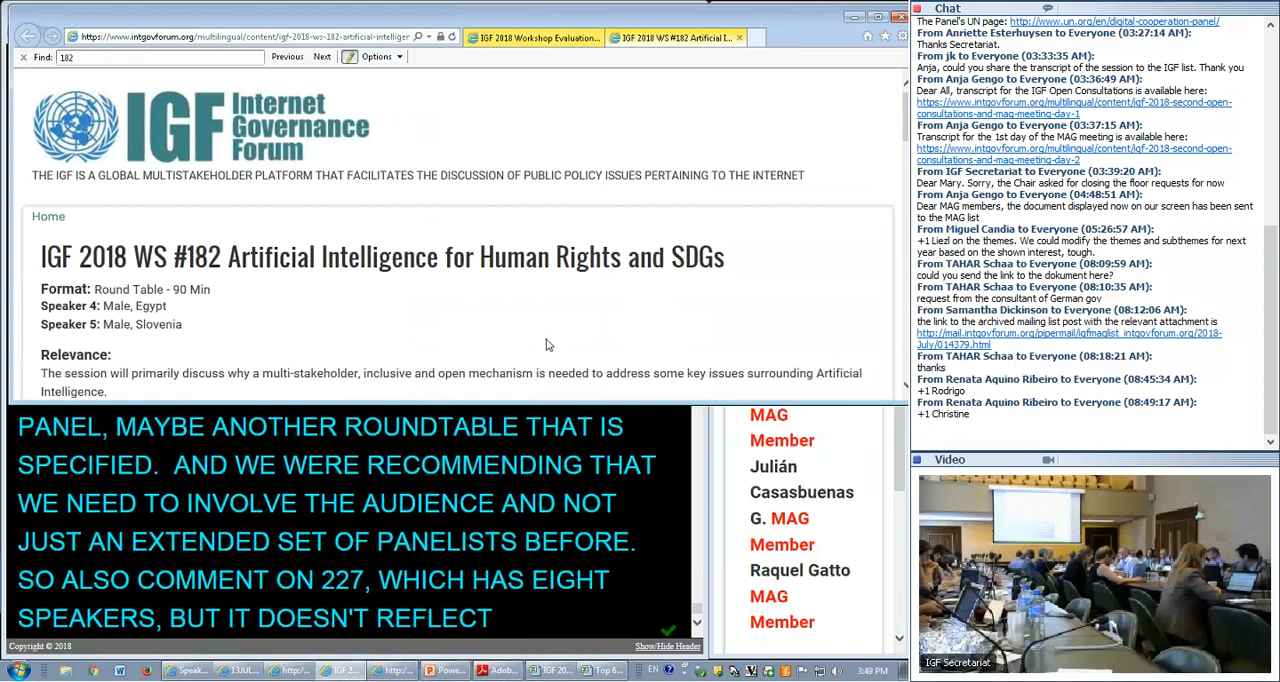 https://www.intgovforum.org/multilingual/content/igf-2018-ws-182-artificial-intelliger
IGF 2018 Workshop Evaluation...
IGF 2018 WS #182 Artificial I...
Find: 182
Previous Next Options
IGF Internet Governance Forum
THE IGF IS A GLOBAL MULTISTAKEHOLDER PLATFORM THAT FACILITATES THE DISCUSSION OF PUBLIC POLICY ISSUES PERTAINING TO THE INTERNET
Home
IGF 2018 WS #182 Artificial Intelligence for Human Rights and SDGs
Format: Round Table - 90 Min
Speaker 4: Male, Egypt
Speaker 5: Male, Slovenia
Relevance:
The session will primarily discuss why a multi-stakeholder, inclusive and open mechanism is needed to address some key issues surrounding Artificial
Intelligence.
PANEL, MAYBE ANOTHER ROUNDTABLE THAT IS
SPECIFIED. AND WE WERE RECOMMENDING THAT
WE NEED TO INVOLVE THE AUDIENCE AND NOT
JUST AN EXTENDED SET OF PANELISTS BEFORE.
SO ALSO COMMENT ON 227, WHICH HAS EIGHT
SPEAKERS, BUT IT DOESN'T REFLECT
Copyright © 2018
Show/Hide Header
MAG
Member
Julián
Casasbuenas
G. MAG
Member
Raquel Gatto
MAG
Member
Chat
The Panel's UN page: http://www.un.org/en/digital-cooperation-panel/
From Anriette Esterhuysen to Everyone (03:27:14 AM):
Thanks Secretariat.
From jk to Everyone (03:33:35 AM):
Anja, could you share the transcript of the session to the IGF list. Thank you
From Anja Gengo to Everyone (03:36:49 AM):
Dear All, transcript for the IGF Open Consultations is available here:
https://www.intgovforum.org/multilingual/content/igf-2018-second-open-
consultations-and-mag-meeting-day-1
From Anja Gengo to Everyone (03:37:15 AM):
Transcript for the 1st day of the MAG meeting is available here:
https://www.intgovforum.org/multilingual/content/igf-2018-second-open-
consultations-and-mag-meeting-day-2
From IGF Secretariat to Everyone (03:39:20 AM):
Dear Mary. Sorry, the Chair asked for closing the floor requests for now
From Anja Gengo to Everyone (04:48:51 AM):
Dear MAG members, the document displayed now on our screen has been sent
to the MAG list
From Miguel Candia to Everyone (05:26:57 AM):
+1 Liezl on the themes. We could modify the themes and subthemes for next
year based on the shown interest, tough.
From TAHAR Schaa to Everyone (08:09:59 AM):
could you send the link to the dokument here?
From TAHAR Schaa to Everyone (08:10:35 AM):
request from the consultant of German gov
From Samantha Dickinson to Everyone (08:12:06 AM):
the link to the archived mailing list post with the relevant attachment is
http://mail.intgovforum.org/pipermail/igfmaglist_intgovforum.org/2018-
July/014379.html
From TAHAR Schaa to Everyone (08:18:21 AM):
thanks
From Renata Aquino Ribeiro to Everyone (08:45:34 AM):
+1 Rodrigo
From Renata Aquino Ribeiro to Everyone (08:49:17 AM):
+1 Christine
Video
IGF Secretariat
Speak... 13JUL... http:/... IGF 2... http:/... Powe... Adob... IGF 20... Top 6... EN 3:49 PM